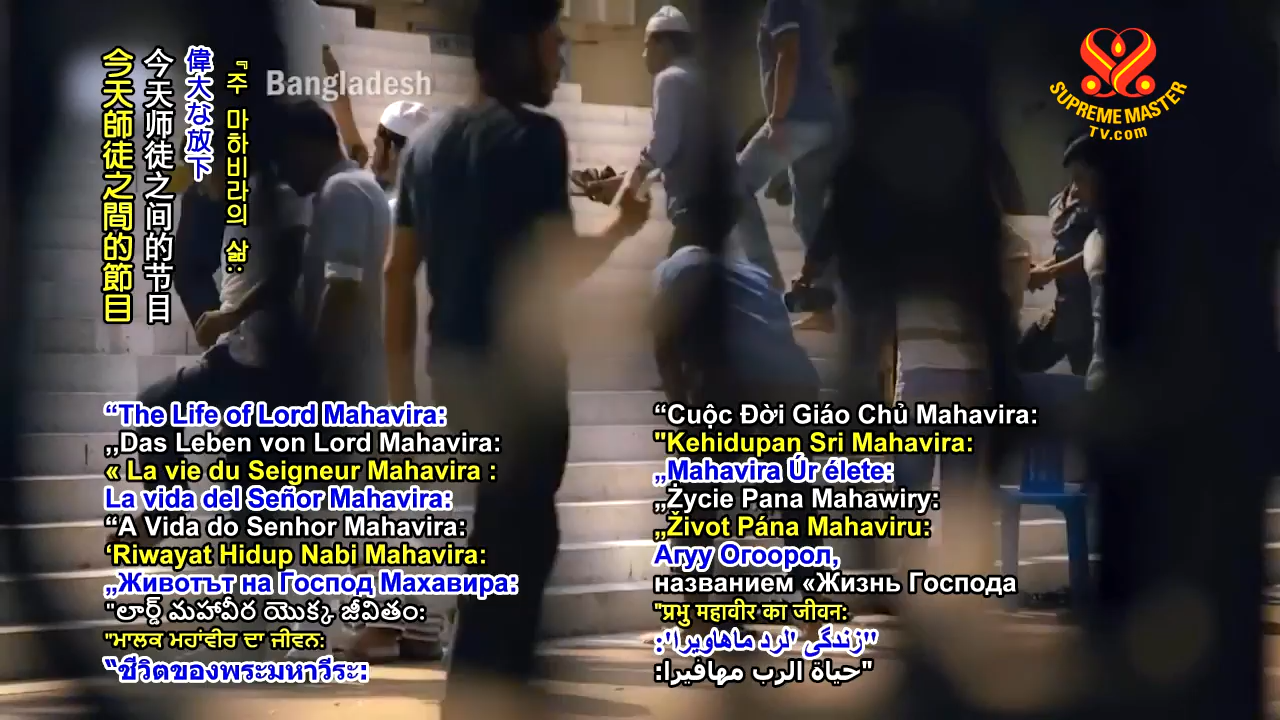 今天師徒之間的節目
今天师徒之间的节目
偉大な放下
『주 마하비라의 삶:
Bangladesh
SUPREME MASTER
TV.com
“The Life of Lord Mahavira:
„Das Leben von Lord Mahavira:
« La vie du Seigneur Mahavira :
La vida del Señor Mahavira:
“A Vida do Senhor Mahavira:
‘Riwayat Hidup Nabi Mahavira:
„Животът на Господ Махавира:
"లార్డ్ మహావీర యొక్క జీవితం:
"ਮਾਲਕ ਮਹਾਂਵੀਰ ਦਾ ਜੀਵਨ:
“ชีวิตของพระมหาวีระ:
“Cuộc Đời Giáo Chủ Mahavira:
"Kehidupan Sri Mahavira:
„Mahavira Úr élete:
„Życie Pana Mahawiry:
„Život Pána Mahaviru:
Агуу Огоорол,
названием «Жизнь Господа
"प्रभु महावीर का जीवन:
"زندگی 'لرد ماهاویرا':
"حياة الرب مهافيرا: